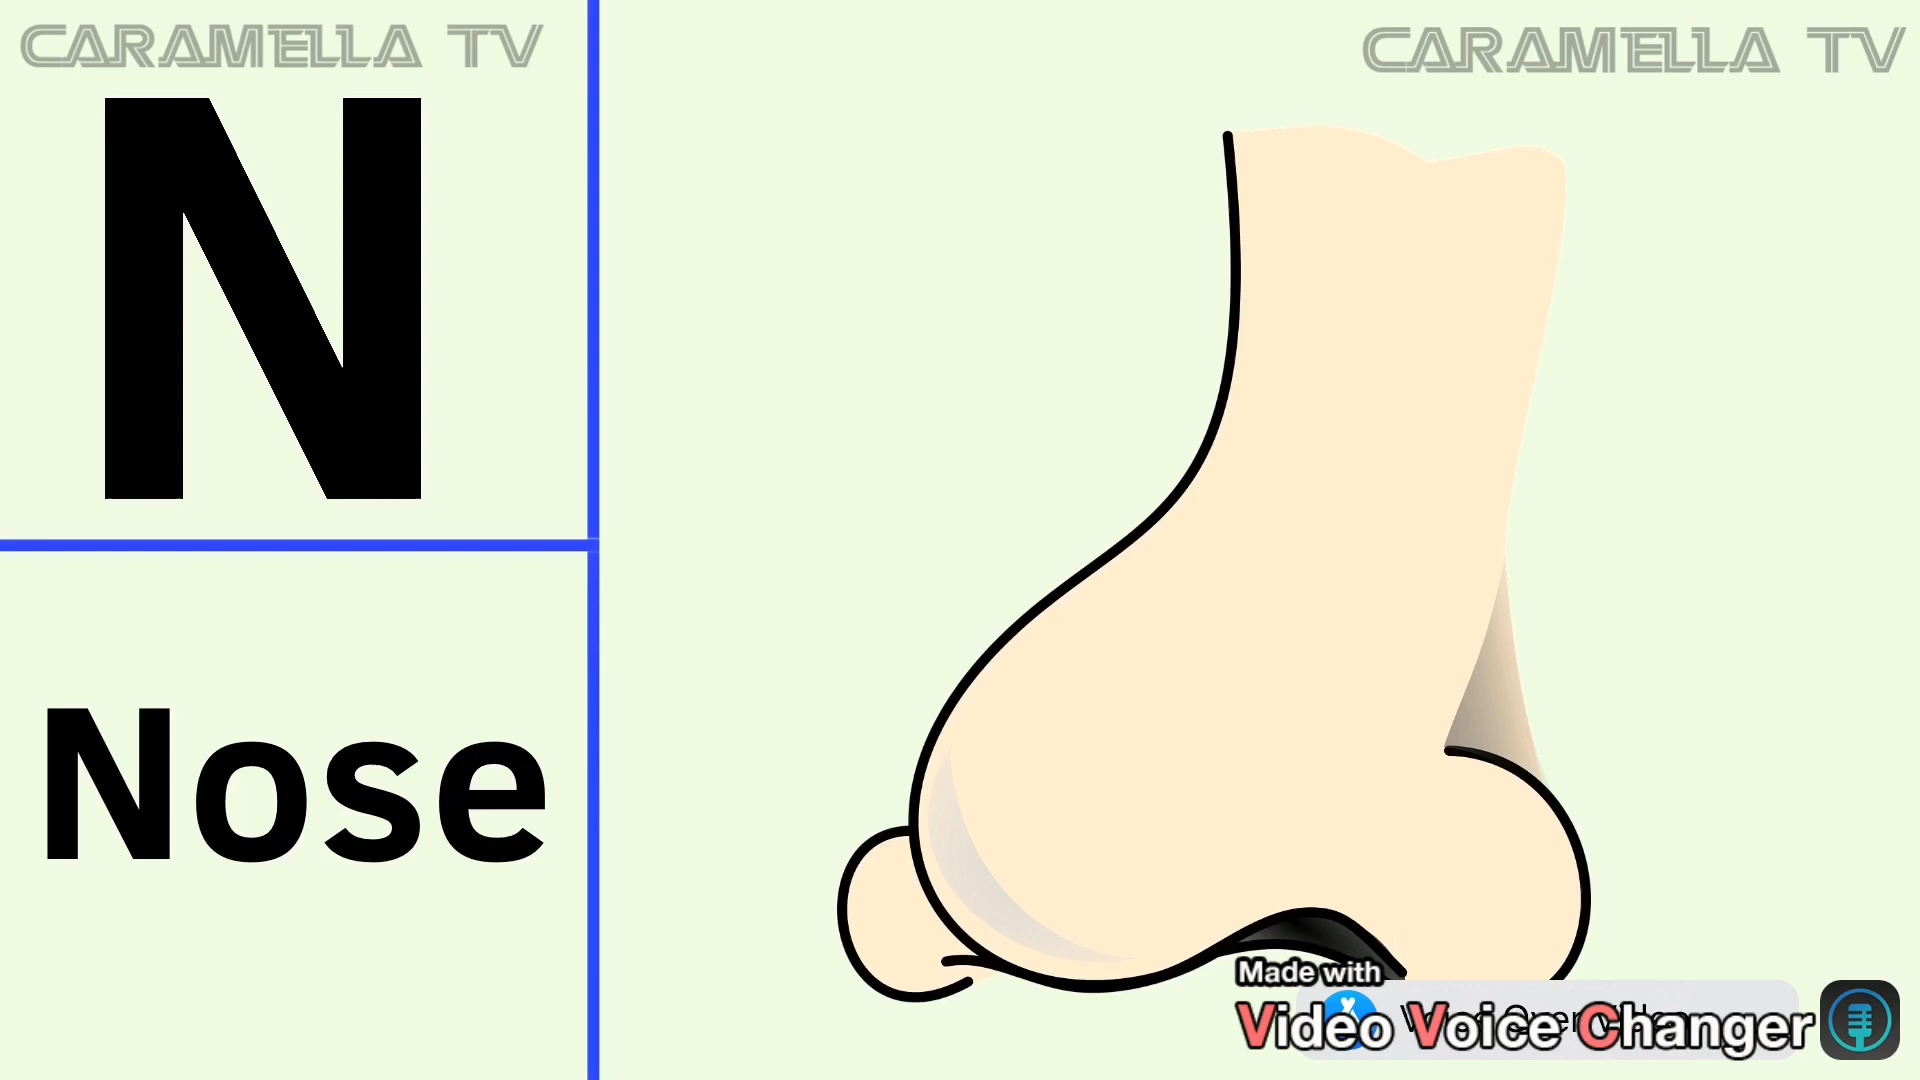 CARAMELLA TV
CARAMELLA TV
N
Nose
Made with
Video Voice Changer